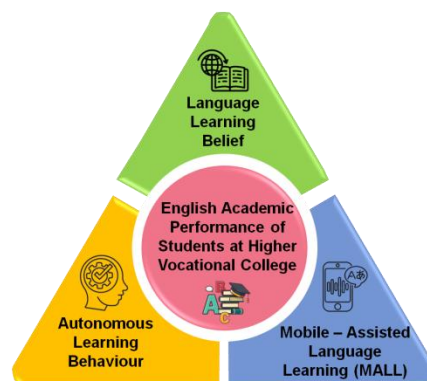 Language
Learning
Belief
English Academic
Performance of
Students at Higher
Vocational College
A B C
Autonomous
Learning
Behaviour
Mobile – Assisted
Language
Learning (MALL)